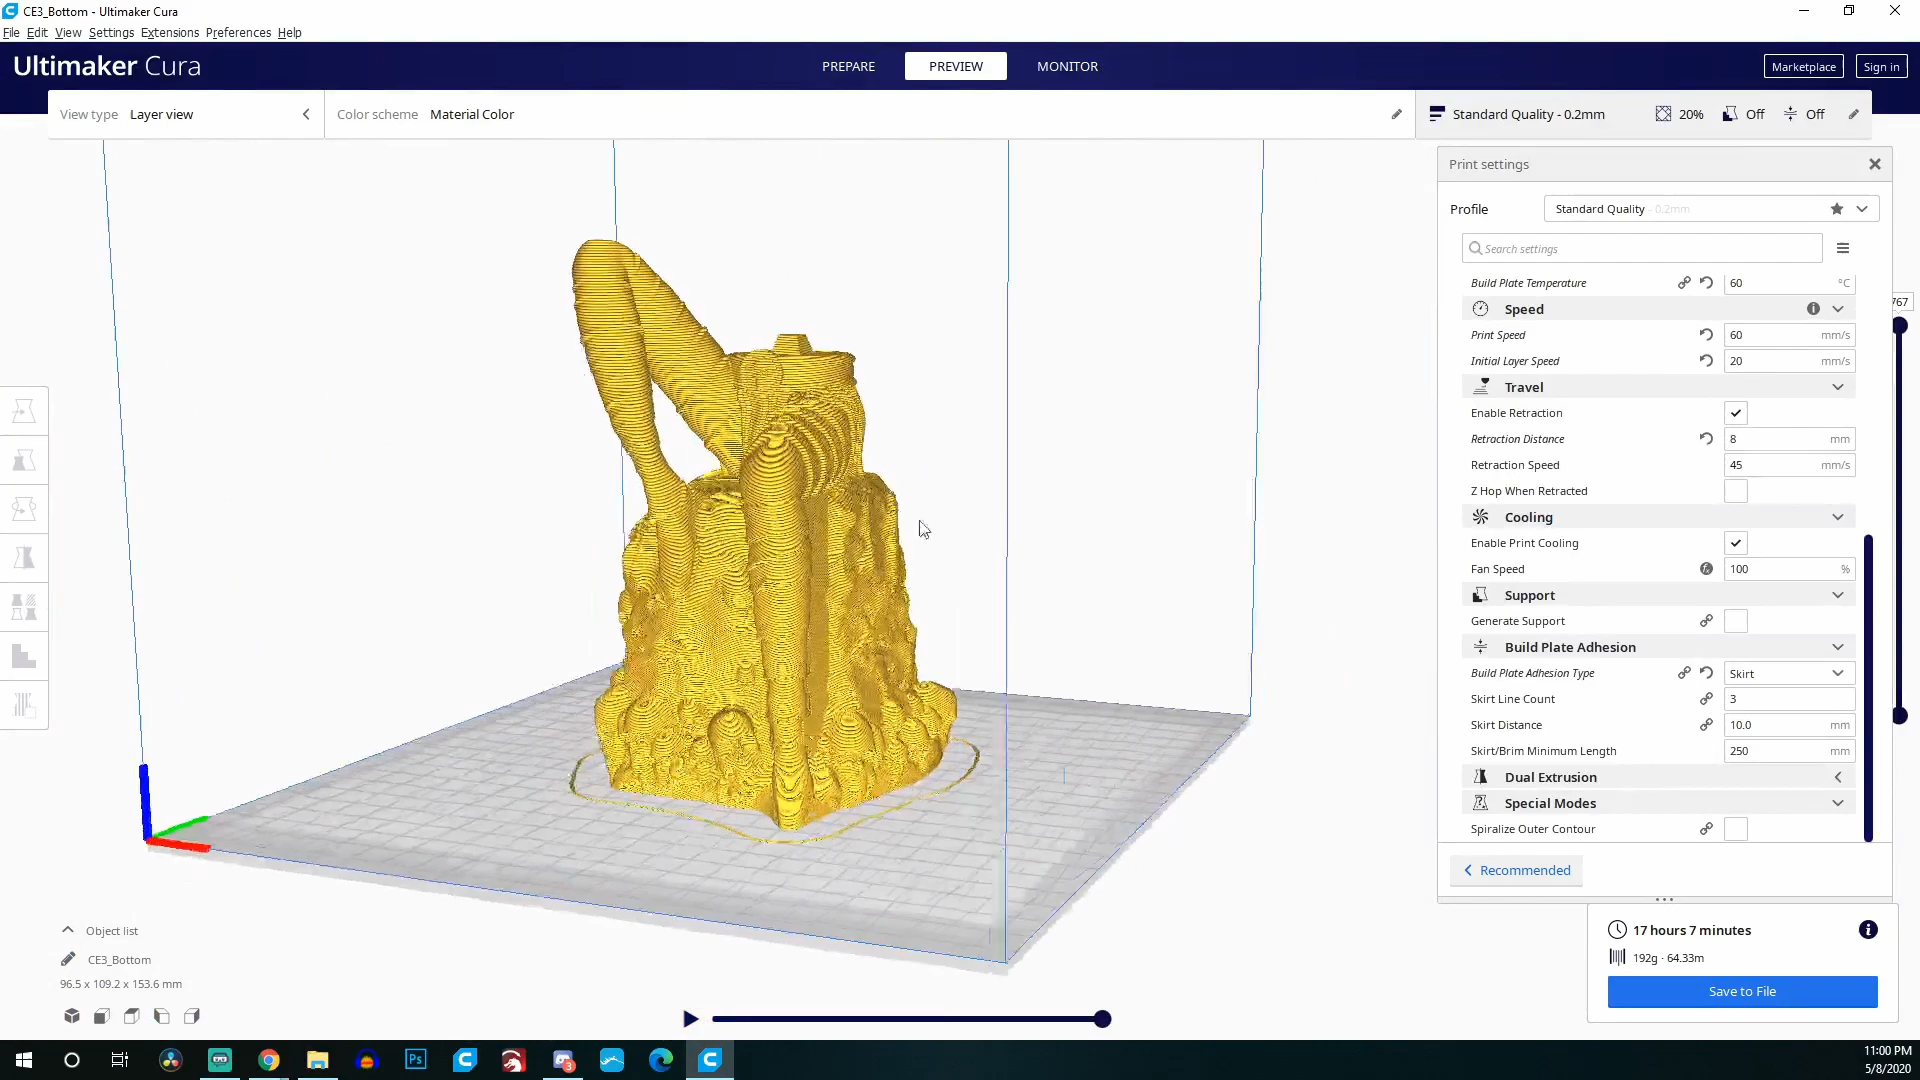 CE3_Bottom - Ultimaker Cura
File Edit View Settings Extensions Preferences Help
Ultimaker Cura
PREPARE PREVIEW MONITOR
Marketplace Sign in
View type Layer view
Color scheme Material Color
Standard Quality - 0.2mm 20% Off Off
Print settings
Profile Standard Quality - 0.2mm
Search settings
Build Plate Temperature 60 °C
767
Speed
Print Speed 60 mm/s
Initial Layer Speed 20 mm/s
Travel
Enable Retraction
Retraction Distance 8 mm
Retraction Speed 45 mm/s
Z Hop When Retracted
Cooling
Enable Print Cooling
Fan Speed 100 %
Support
Generate Support
Build Plate Adhesion
Build Plate Adhesion Type Skirt
Skirt Line Count 3
Skirt Distance 10.0 mm
Skirt/Brim Minimum Length 250 mm
Dual Extrusion
Special Modes
Spiralize Outer Contour
Recommended
17 hours 7 minutes
192g · 64.33m
Save to File
Object list
CE3_Bottom
96.5 x 109.2 x 153.6 mm
Ps
3
11:00 PM
5/8/2020